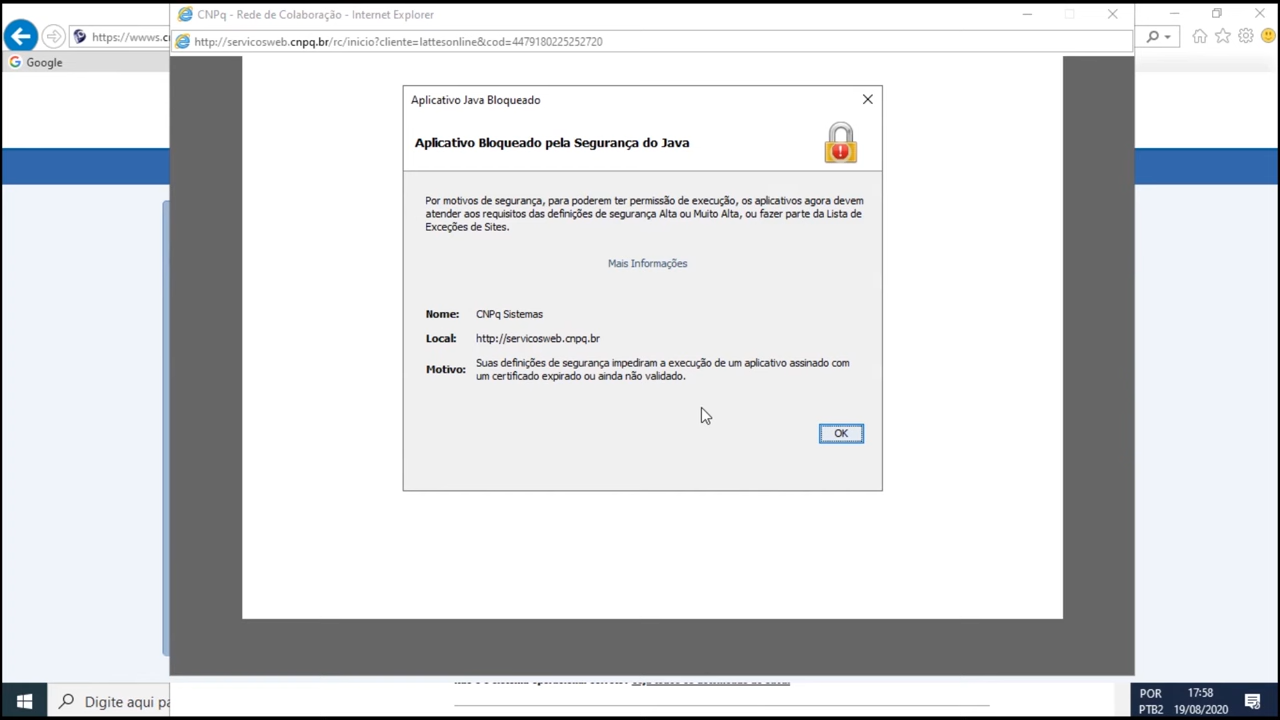 CNPq - Rede de Colaboração - Internet Explorer
https://wwws.c
http://servicosweb.cnpq.br/rc/inicio?cliente=lattesonline&cod=4479180225252720
Google
Aplicativo Java Bloqueado
Aplicativo Bloqueado pela Segurança do Java
Por motivos de segurança, para poderem ter permissão de execução, os aplicativos agora devem
atender aos requisitos das definições de segurança Alta ou Muito Alta, ou fazer parte da Lista de
Exceções de Sites.
Mais Informações
Nome: CNPq Sistemas
Local: http://servicosweb.cnpq.br
Motivo: Suas definições de segurança impediram a execução de um aplicativo assinado com
um certificado expirado ou ainda não validado.
OK
Digite aqui pa
POR
PTB2
17:58
19/08/2020